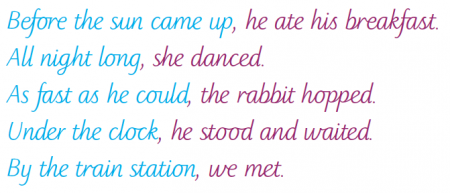 Before the sun came up, he ate his breakfast.
All night long, she danced.
As fast as he could, the rabbit hopped.
Under the clock, he stood and waited.
By the train station, we met.